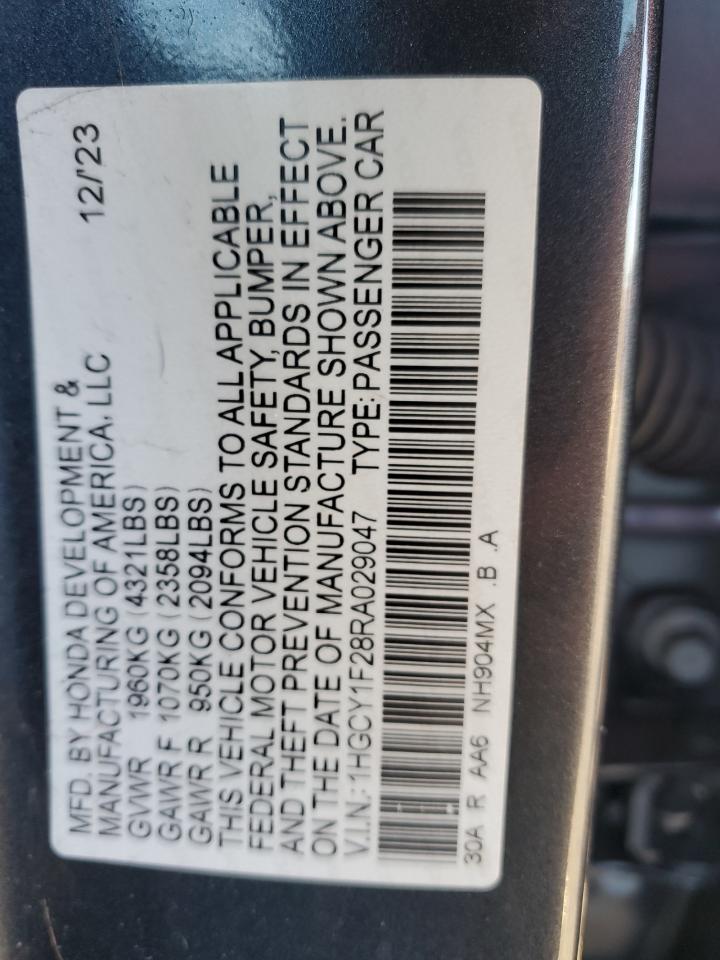 MFD. BY HONDA DEVELOPMENT &
MANUFACTURING OF AMERICA, LLC 12/'23
GVWR 1960KG (4321LBS)
GAWR F 1070KG (2358LBS)
GAWR R 950KG (2094LBS)
THIS VEHICLE CONFORMS TO ALL APPLICABLE
FEDERAL MOTOR VEHICLE SAFETY, BUMPER,
AND THEFT PREVENTION STANDARDS IN EFFECT
ON THE DATE OF MANUFACTURE SHOWN ABOVE.
V.I.N.: 1HGCY1F28RA029047 TYPE: PASSENGER CAR
30A R AA6 NH904MX .B .A